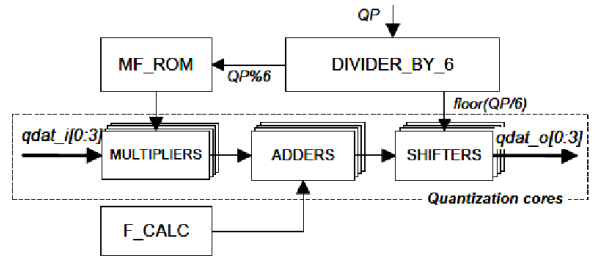 QP
MF_ROM
QP%6
DIVIDER_BY_6
floor(QP/6)
qdat_i[0:3]
MULTIPLIERS
ADDERS
SHIFTERS
qdat_o[0:3]
Quantization cores
F_CALC